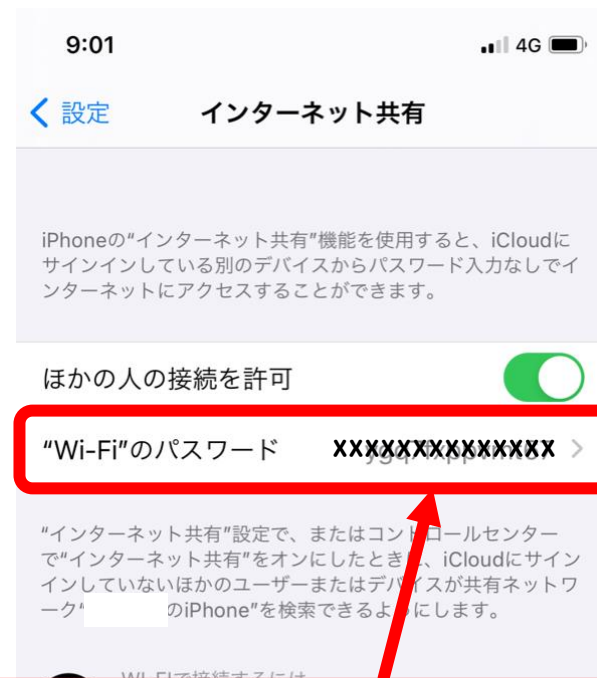 9:01 4G
設定 インターネット共有
iPhoneの“インターネット共有”機能を使用すると、iCloudに
サインインしている別のデバイスからパスワード入力なしでイ
ンターネットにアクセスすることができます。
ほかの人の接続を許可
“Wi-Fi”のパスワード XXXXXXXXXXXXXX
“インターネット共有”設定で、またはコントロールセンター
で“インターネット共有”をオンにしたときに、iCloudにサイン
インしていないほかのユーザーまたはデバイスが共有ネットワ
ーク“ のiPhone”を検索できるようにします。
WI-FIで接続するには